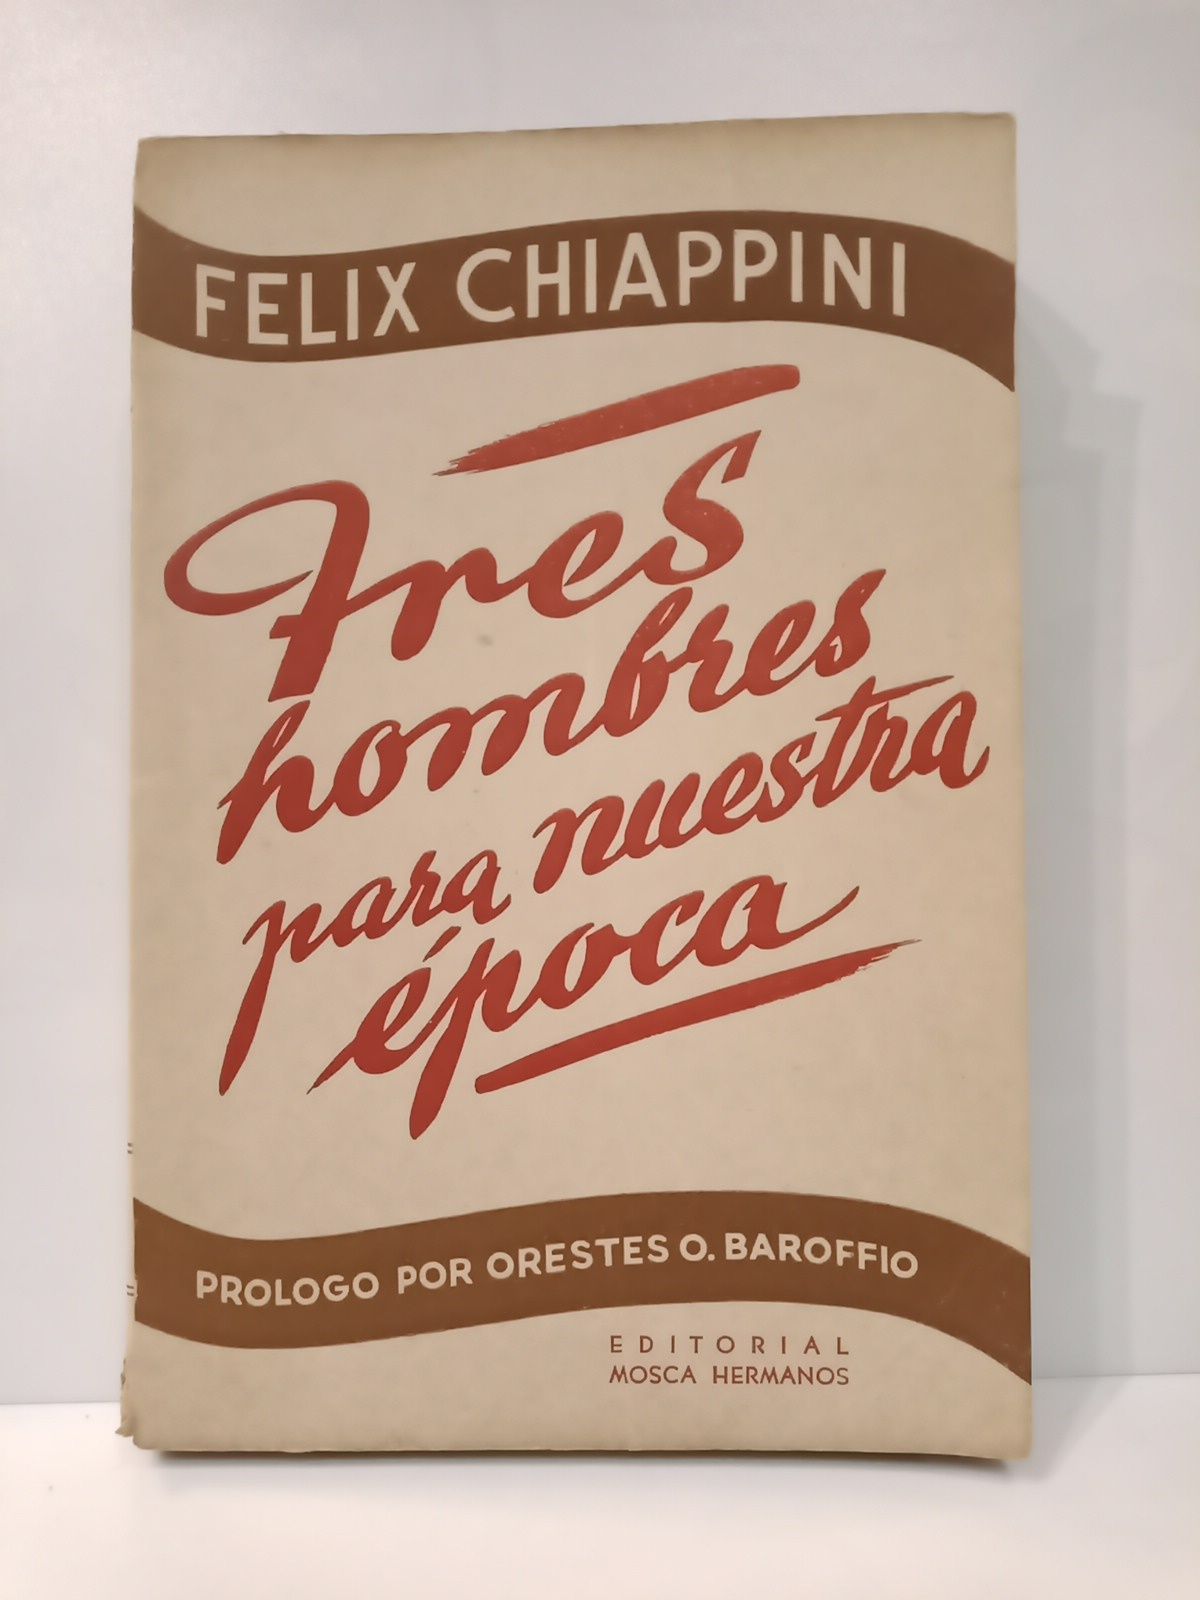 FELIX CHIAPPINI
Tres
hombres
para nuestra
época
PROLOGO POR ORESTES O. BAROFFIO
EDITORIAL
MOSCA HERMANOS